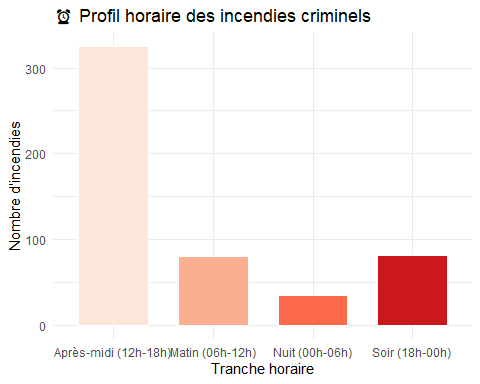 ⏰ Profil horaire des incendies criminels
Nombre d'incendies
300
200
100
0
Après-midi (12h-18h)
Matin (06h-12h)
Nuit (00h-06h)
Soir (18h-00h)
Tranche horaire